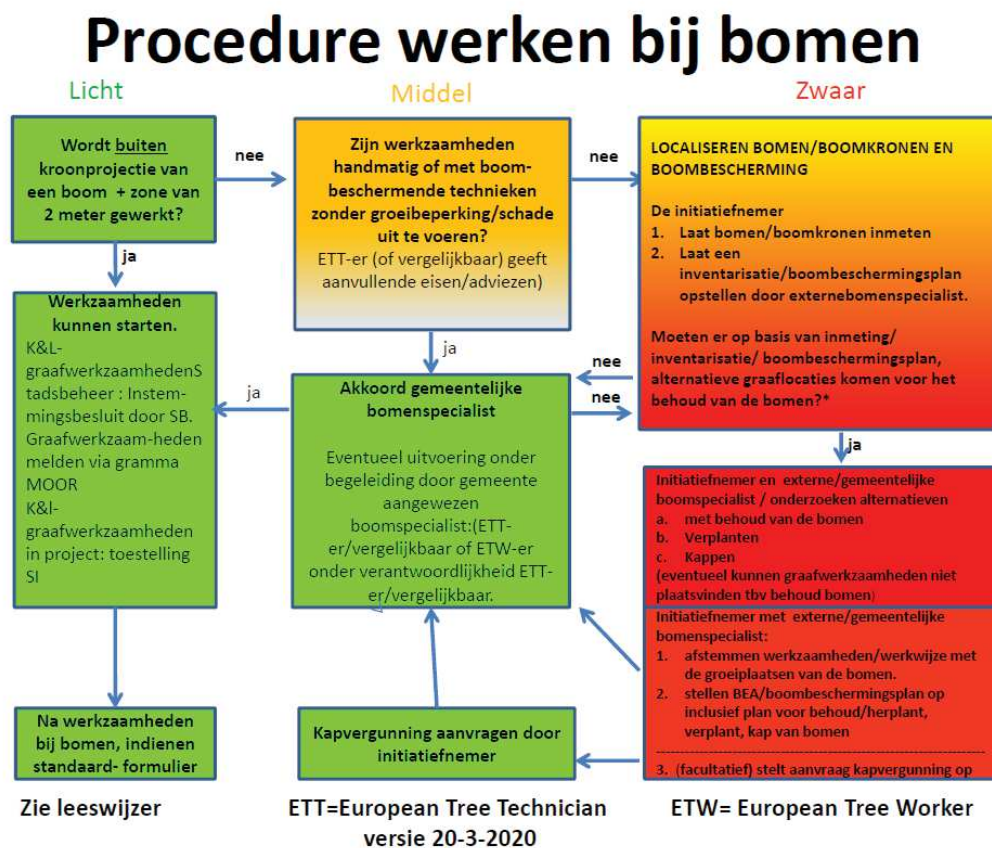 Procedure werken bij bomen
Licht
Middel
Zwaar
Wordt buiten
kroonprojectie van
een boom + zone van
2 meter gewerkt?
nee
ja
Zijn werkzaamheden
handmatig of met boom-
beschermende technieken
zonder groeibeperking/schade
uit te voeren?
ETT-er (of vergelijkbaar) geeft
aanvullende eisen/adviezen)
nee
ja
LOCALISEREN BOMEN/BOOMKRONEN EN
BOOMBESCHERMING
De initiatiefnemer
1. Laat bomen/boomkronen inmeten
2. Laat een
inventarisatie/boombeschermingsplan
opstellen door externebomenspecialist.
Moeten er op basis van inmeting/
inventarisatie/ boombeschermingsplan,
alternatieve graaflocaties komen voor het
behoud van de bomen?*
nee
nee
ja
Werkzaamheden
kunnen starten.
K&L-
graafwerkzaamhedenS
tadsbeheer : Instem-
mingsbesluit door SB.
Graafwerkzaam-heden
melden via gramma
MOOR
K&l-
graafwerkzaamheden
in project: toestelling
SI
ja
Akkoord gemeentelijke
bomenspecialist
Eventueel uitvoering onder
begeleiding door gemeente
aangewezen
boomspecialist:(ETT-
er/vergelijkbaar of ETW-er
onder verantwoordlijkheid ETT-
er/vergelijkbaar.
Initiatiefnemer en externe/gemeentelijke
boomspecialist / onderzoeken alternatieven
a. met behoud van de bomen
b. Verplanten
c. Kappen
(eventueel kunnen graafwerkzaamheden niet
plaatsvinden tbv behoud bomen)
Initiatiefnemer met externe/gemeentelijke
bomenspecialist:
1. afstemmen werkzaamheden/werkwijze met
de groeiplaatsen van de bomen.
2. stellen BEA/boombeschermingsplan op
inclusief plan voor behoud/herplant,
verplant, kap van bomen
3. (facultatief) stelt aanvraag kapvergunning op
Na werkzaamheden
bij bomen, indienen
standaard- formulier
Kapvergunning aanvragen door
initiatiefnemer
Zie leeswijzer
ETT=European Tree Technician
versie 20-3-2020
ETW= European Tree Worker